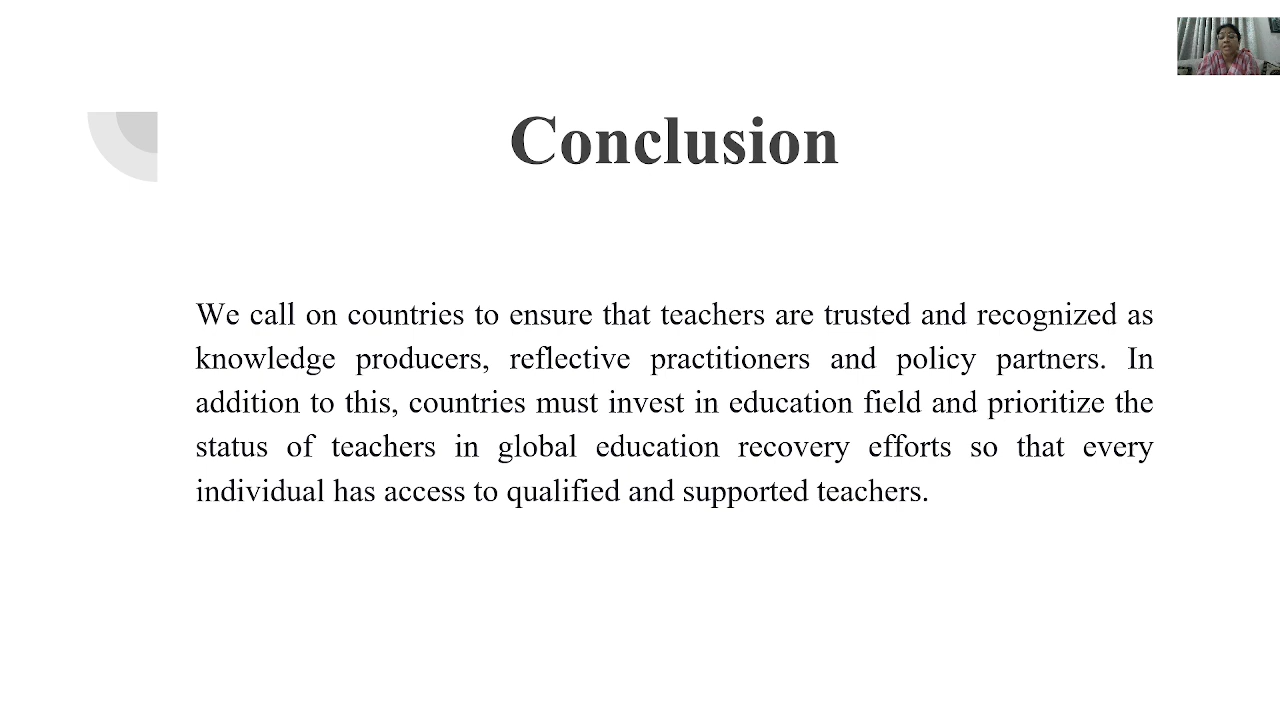 Conclusion
We call on countries to ensure that teachers are trusted and recognized as
knowledge producers, reflective practitioners and policy partners. In
addition to this, countries must invest in education field and prioritize the
status of teachers in global education recovery efforts so that every
individual has access to qualified and supported teachers.